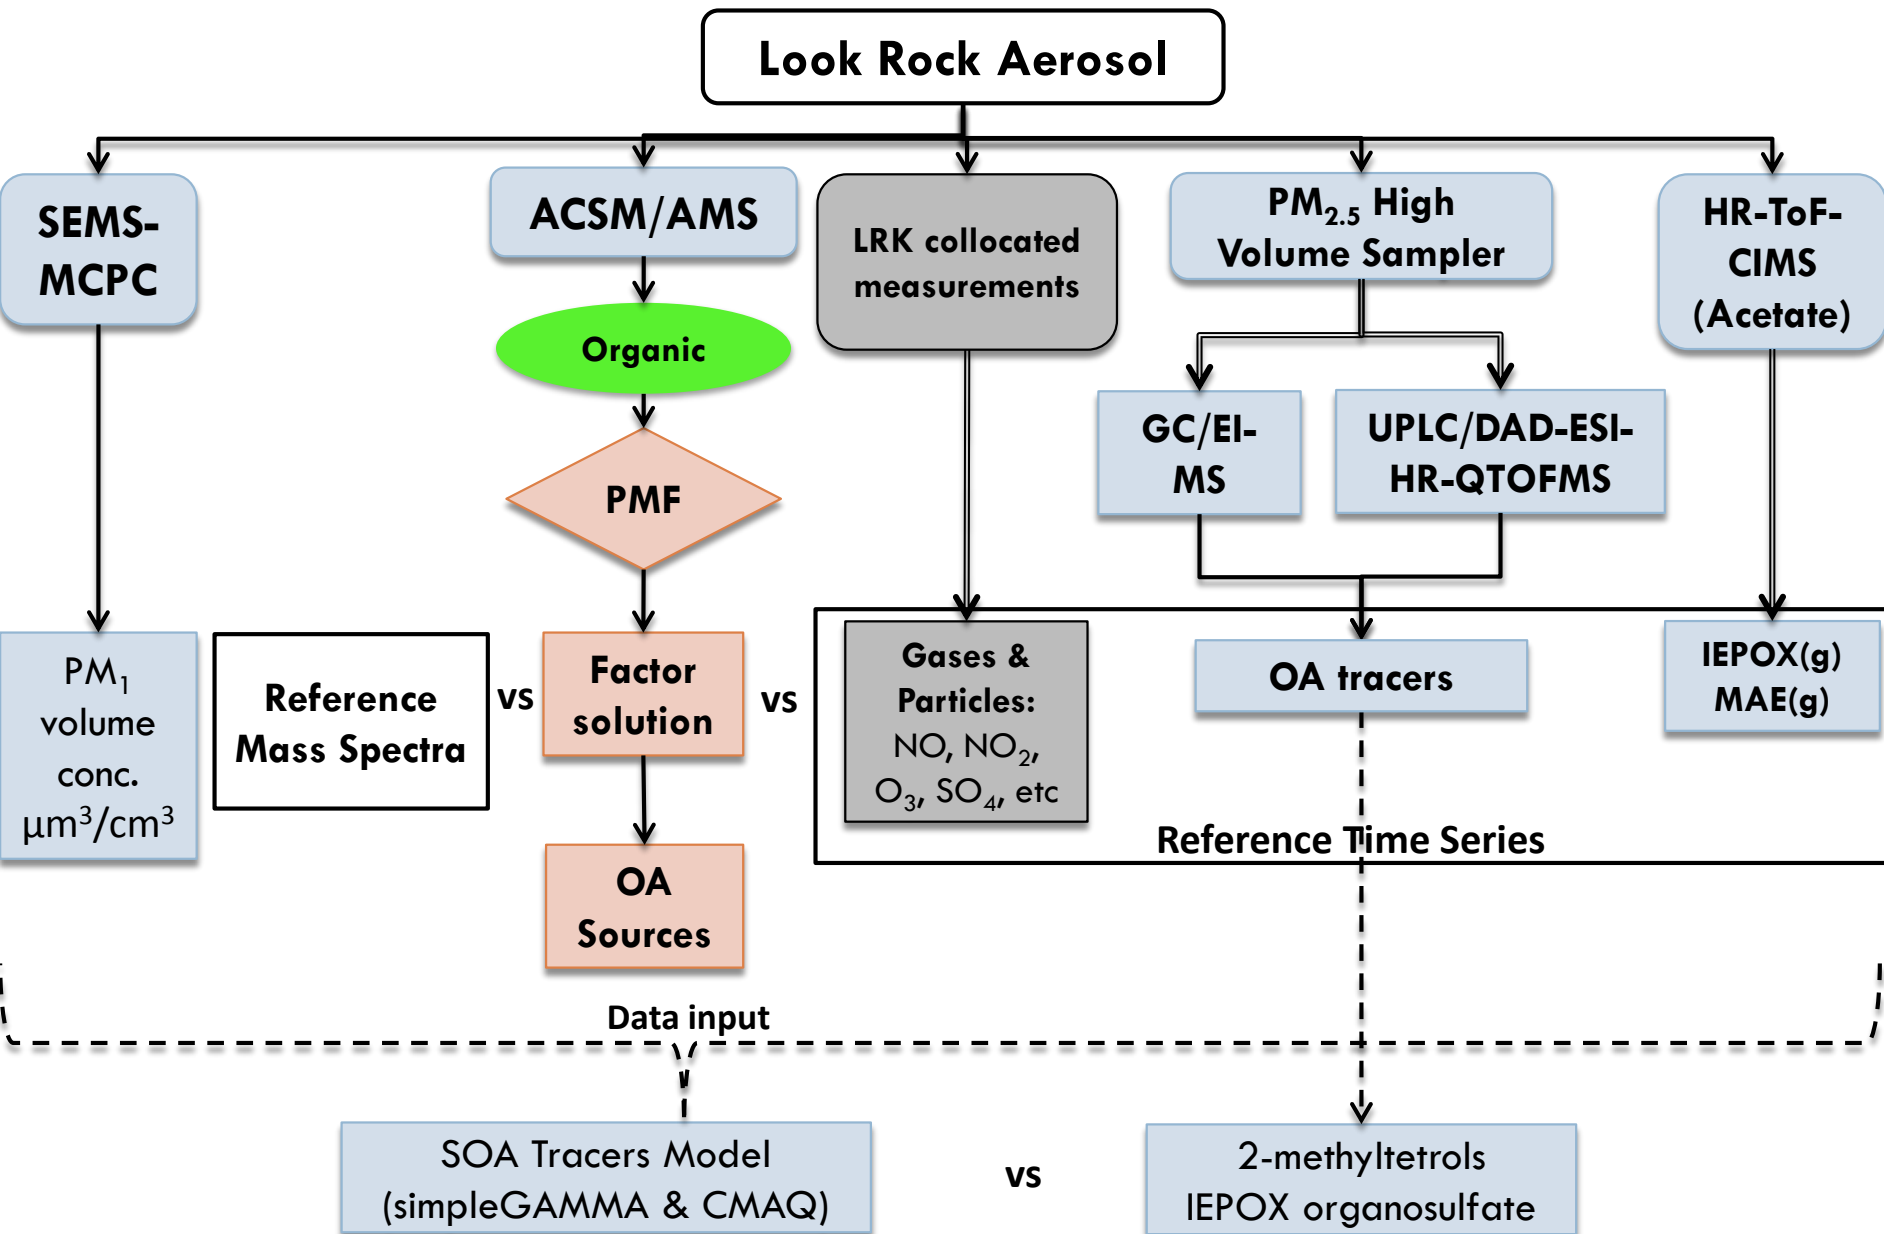 Look Rock Aerosol
SEMS-
MCPC
ACSM/AMS
LRK collocated
measurements
PM₂.₅ High
Volume Sampler
HR-ToF-
CIMS
(Acetate)
Organic
GC/EI-
MS
UPLC/DAD-ESI-
HR-QTOFMS
PMF
PM₁
volume
conc.
µm³/cm³
Reference
Mass Spectra
vs
Factor
solution
vs
Gases &
Particles:
NO, NO₂,
O₃, SO₄, etc
OA tracers
IEPOX(g)
MAE(g)
Reference Time Series
OA
Sources
Data input
SOA Tracers Model
(simpleGAMMA & CMAQ)
vs
2-methyltetrols
IEPOX organosulfate